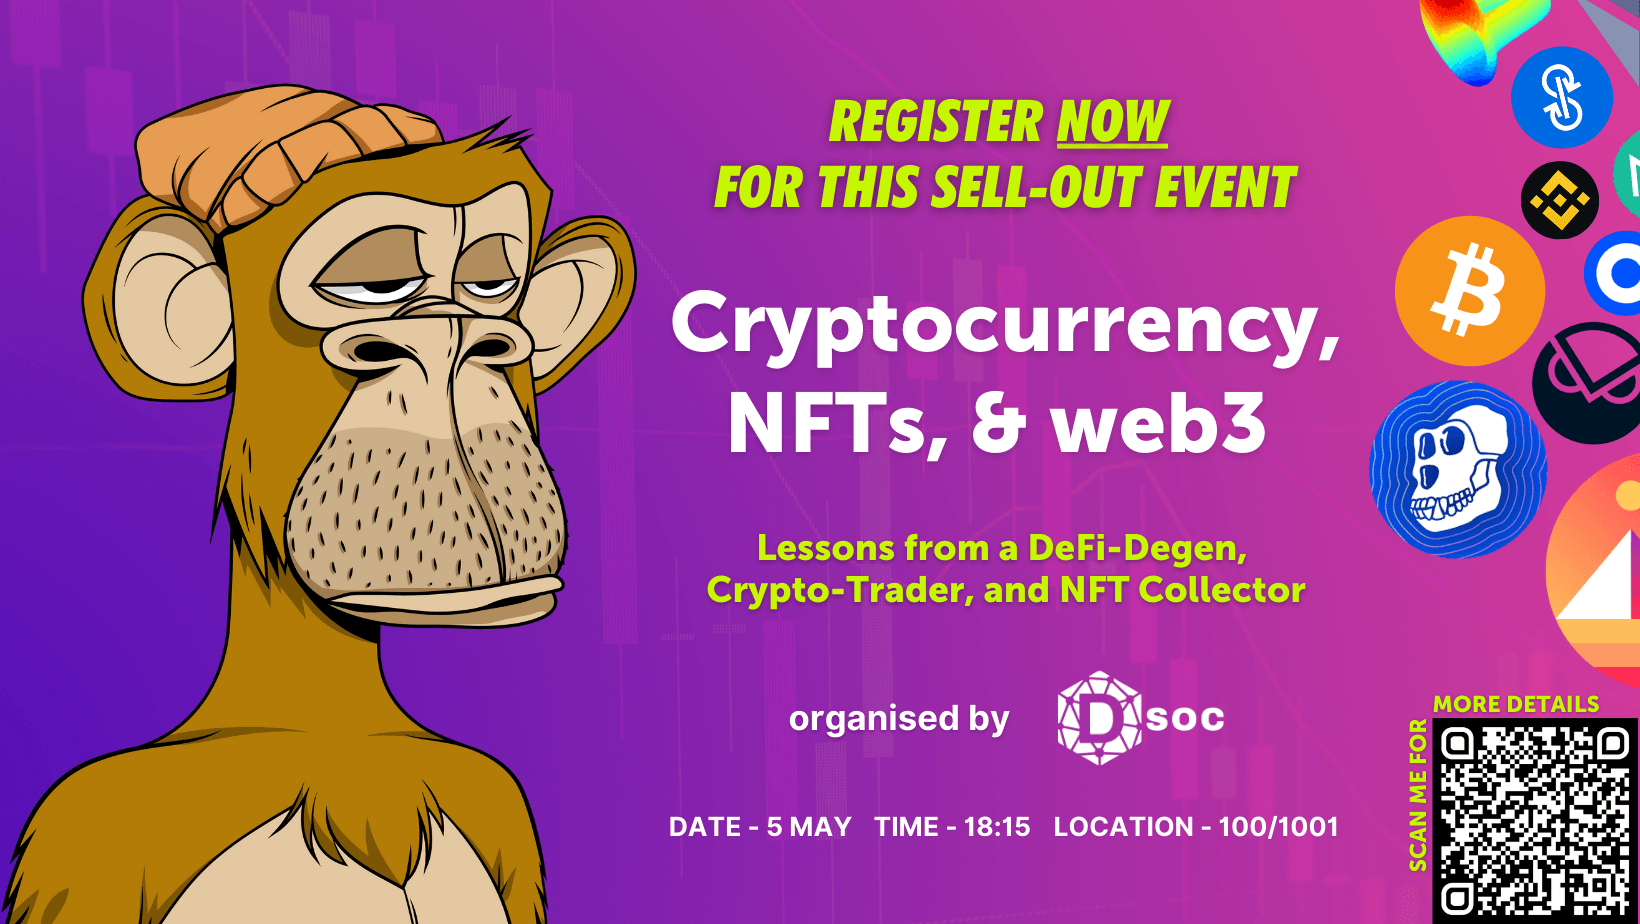 REGISTER NOW
FOR THIS SELL-OUT EVENT
Cryptocurrency,
NFTs, & web3
Lessons from a DeFi-Degen,
Crypto-Trader, and NFT Collector
organised by
DSOC
DATE - 5 MAY TIME - 18:15 LOCATION - 100/1001
MORE DETAILS
SCAN ME FOR